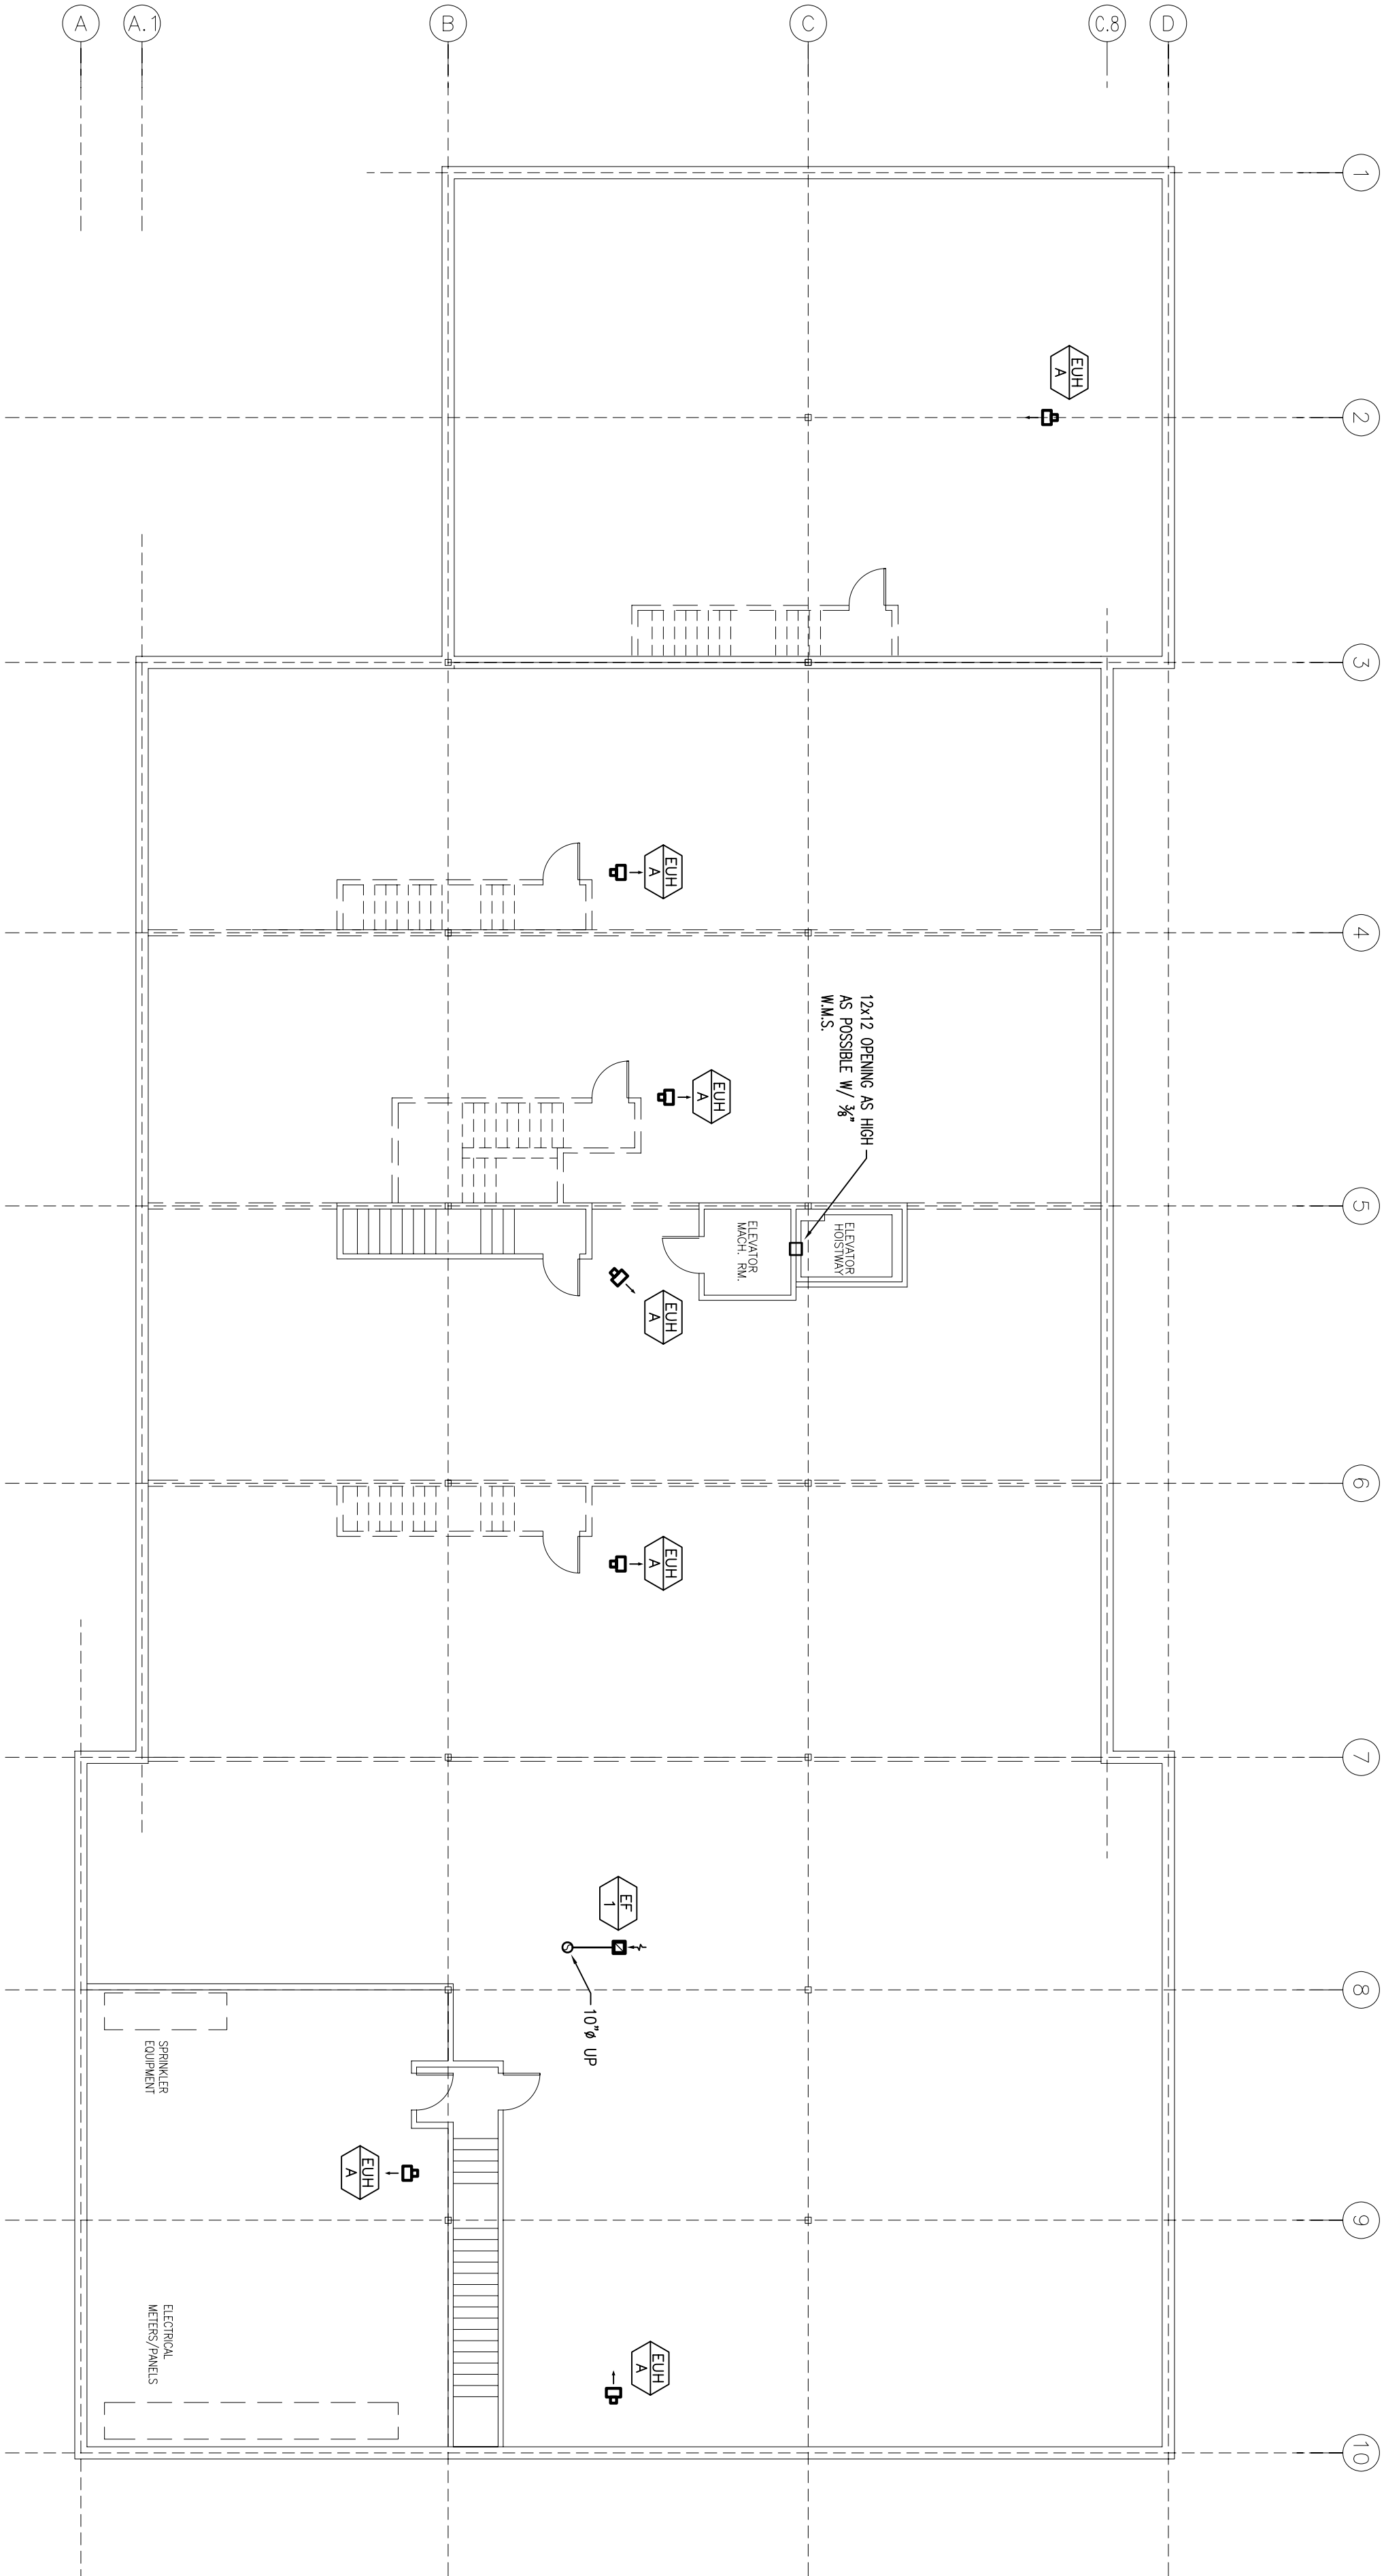 A
A.1
B
C
C.8
D
1
2
3
4
5
6
7
8
9
10
EUH
A
EUH
A
12x12 OPENING AS HIGH
AS POSSIBLE W/ 3/8"
W.M.S.
EUH
A
ELEVATOR
HOISTWAY
ELEVATOR
MACH. RM.
EUH
A
EUH
A
EF
1
10"ø UP
SPRINKLER
EQUIPMENT
EUH
A
ELECTRICAL
METERS/PANELS
EUH
A